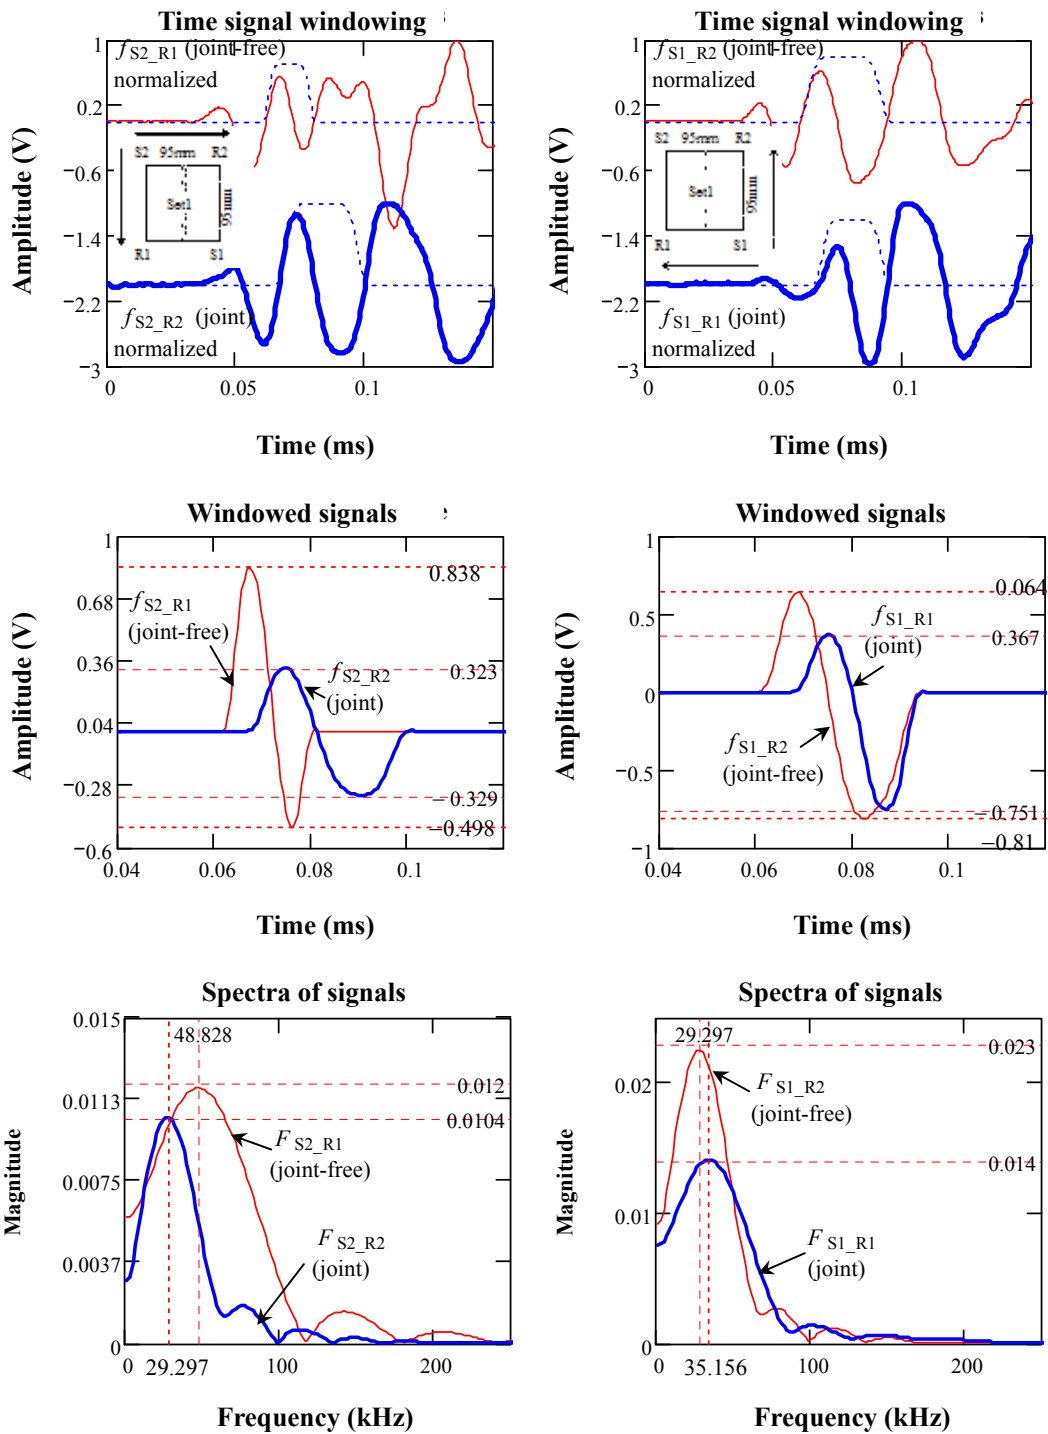 Time signal windowing
f S2_R1 (joint-free)
normalized
1
0.2
−0.6
−1.4
−2.2
−3
Amplitude (V)
S2 95mm R2
Set1
95mm
R1 S1
f S2_R2 (joint)
normalized
0 0.05 0.1
Time (ms)
Time signal windowing
f S1_R2 (joint-free)
normalized
1
0.2
−0.6
−1.4
−2.2
−3
Amplitude (V)
S2 R2
Set1
95mm
R1 S1
f S1_R1 (joint)
normalized
0 0.05 0.1
Time (ms)
Windowed signals
1
0.68
0.36
0.04
−0.28
−0.6
Amplitude (V)
0.838
f S2_R1
(joint-free)
0.323
f S2_R2
(joint)
−0.329
−0.498
0.04 0.06 0.08 0.1
Time (ms)
Windowed signals
1
0.5
0
−0.5
−1
Amplitude (V)
0.064
f S1_R1
(joint)
0.367
f S1_R2
(joint-free)
−0.751
−0.81
0.04 0.06 0.08 0.1
Time (ms)
Spectra of signals
0.015
0.0113
0.0075
0.0037
0
Magnitude
48.828
0.012
0.0104
F S2_R1
(joint-free)
F S2_R2
(joint)
0 29.297 100 200
Frequency (kHz)
Spectra of signals
0.02
0.01
0
Magnitude
29.297
0.023
F S1_R2
(joint-free)
0.014
F S1_R1
(joint)
0 35.156 100 200
Frequency (kHz)